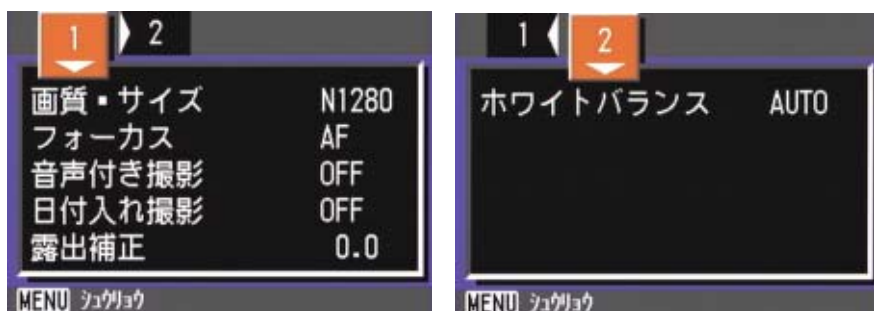 1 2
画質・サイズ N1280
フォーカス AF
音声付き撮影 OFF
日付入れ撮影 OFF
露出補正 0.0
MENU ｼｭｳﾘｮｳ
1 2
ホワイトバランス AUTO
MENU ｼｭｳﾘｮｳ